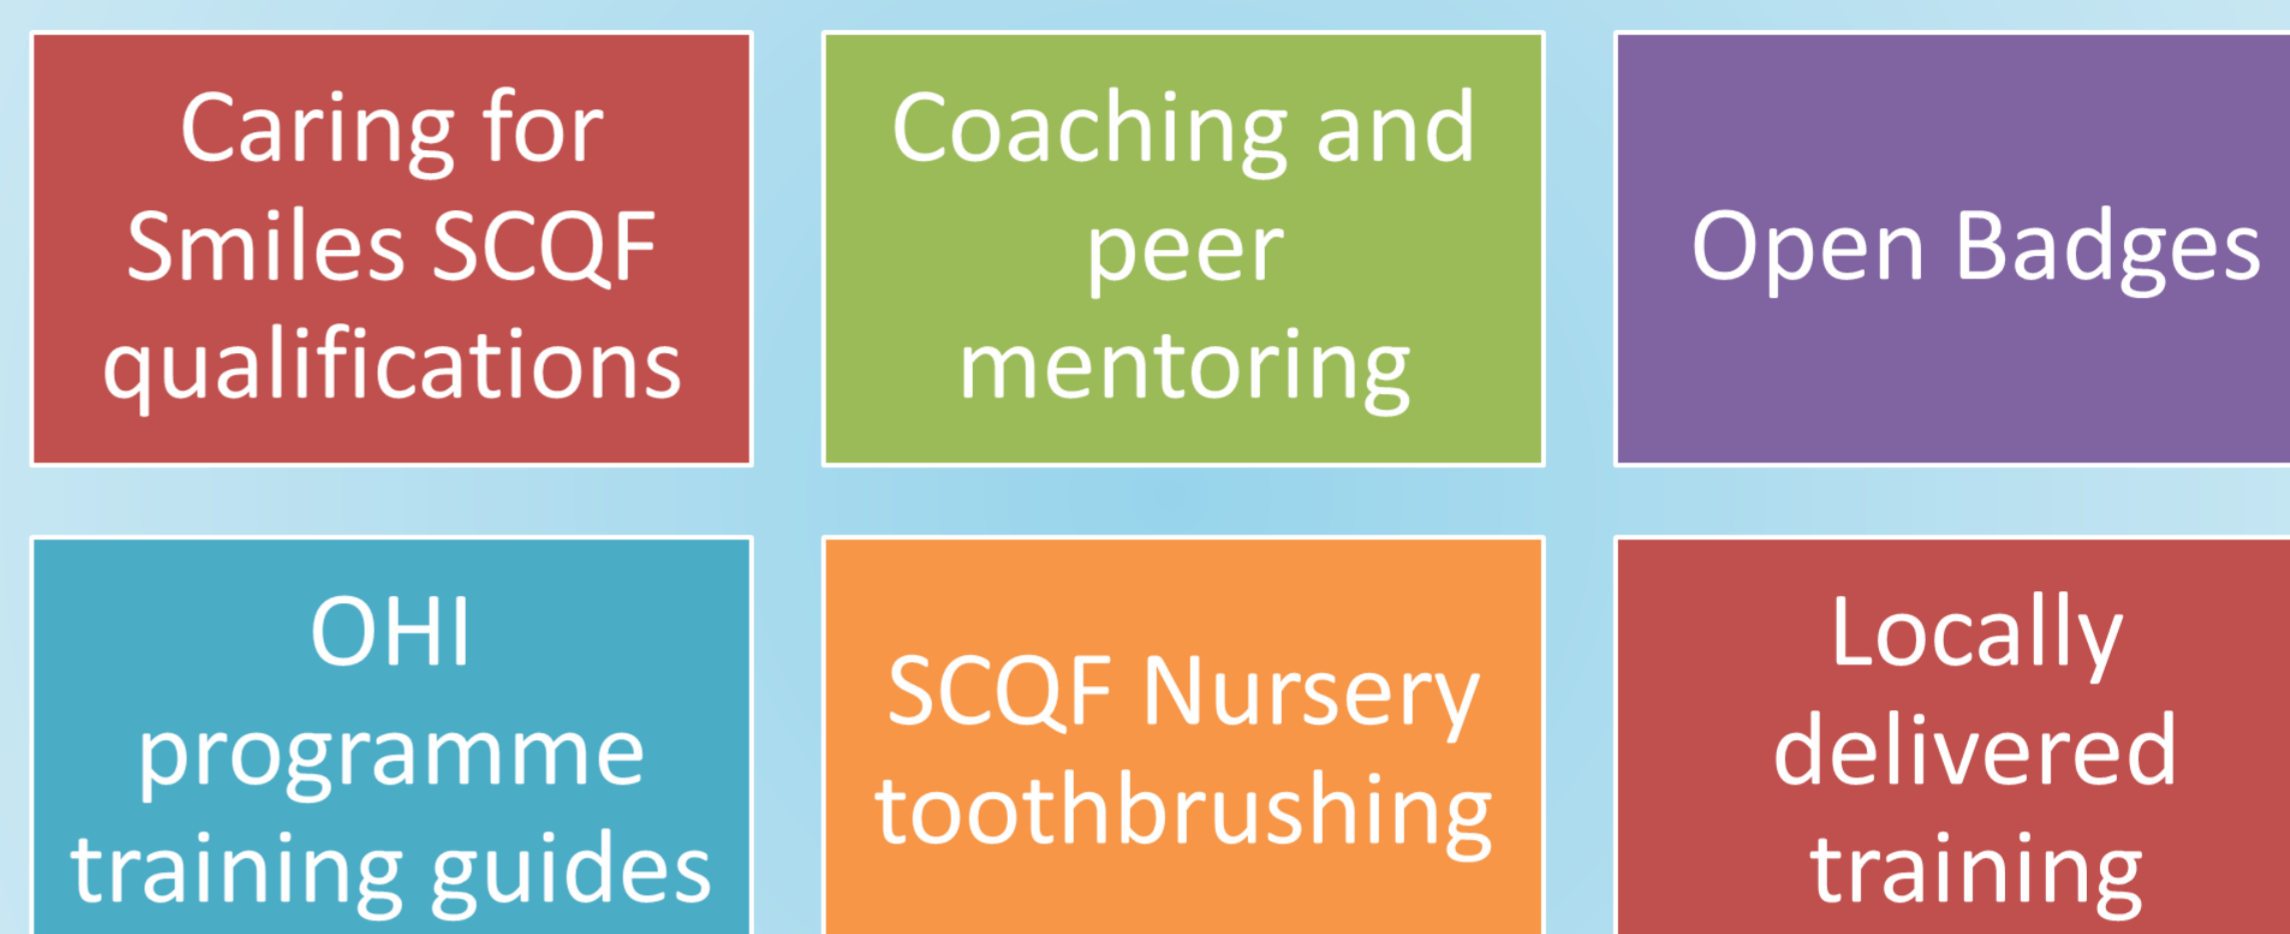 Caring for
Smiles SCQF
qualifications
Coaching and
peer
mentoring
Open Badges
OHI
programme
training guides
SCQF Nursery
toothbrushing
Locally
delivered
training